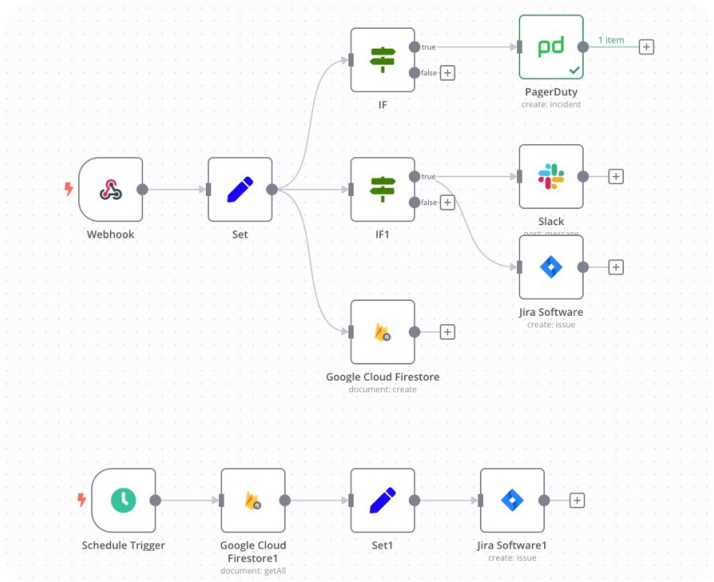 true
1 item
false
pd
IF
PagerDuty
create: incident
true
false
Webhook
Set
IF1
Slack
post: message
Jira Software
create: issue
Google Cloud Firestore
document: create
Schedule Trigger
Google Cloud
Firestore1
document: getAll
Set1
Jira Software1
create: issue